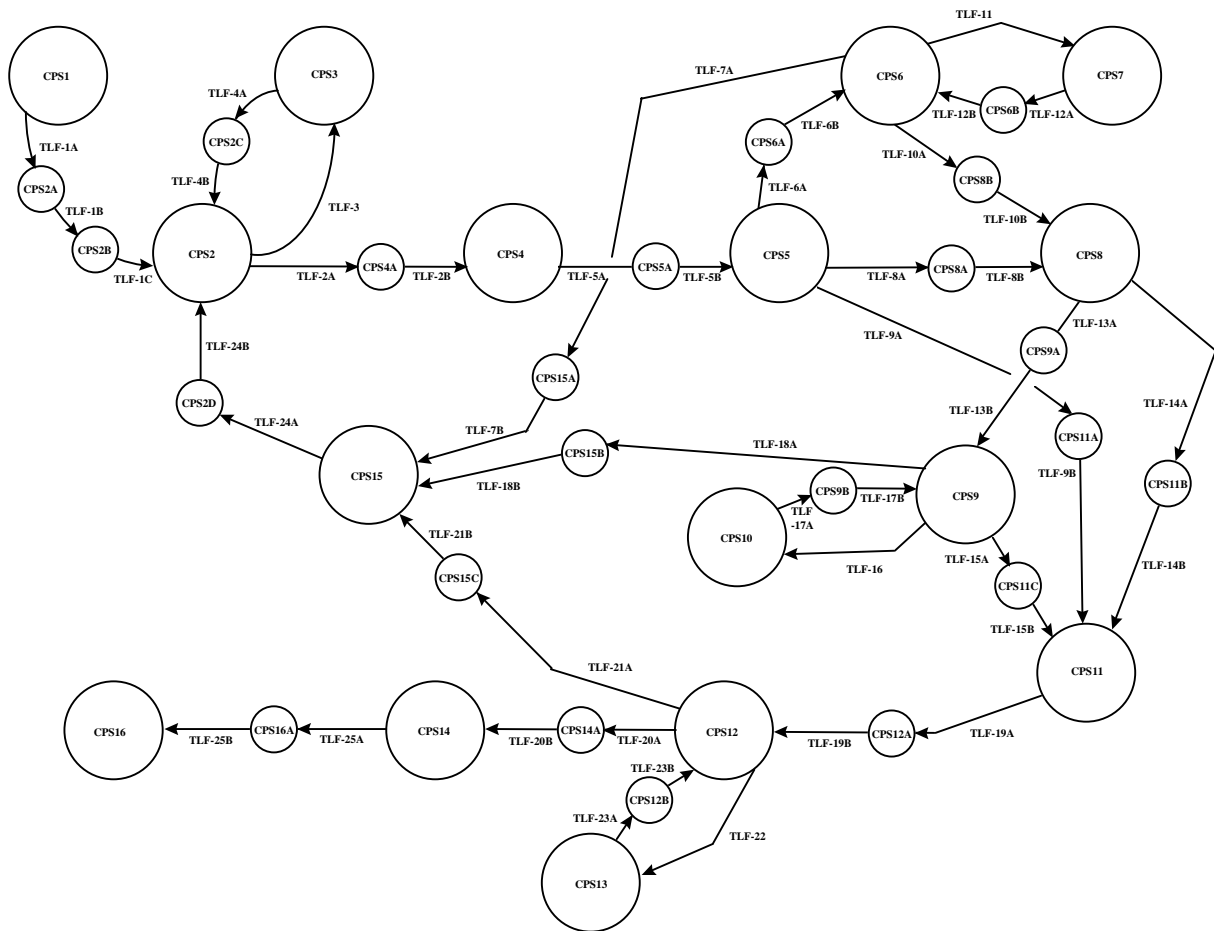 TLF-11
CPS1
CPS3
TLF-7A
CPS6
CPS7
TLF-4A
CPS6B
TLF-12B
TLF-12A
TLF-6B
CPS2C
CPS6A
TLF-1A
TLF-10A
TLF-4B
CPS8B
CPS2A
TLF-6A
TLF-3
TLF-1B
TLF-10B
CPS2B
CPS2
CPS4
CPS5
CPS8
TLF-1C
TLF-2A
CPS4A
TLF-2B
TLF-5A
CPS5A
TLF-5B
TLF-8A
CPS8A
TLF-8B
TLF-13A
TLF-9A
TLF-24B
CPS9A
CPS15A
CPS2D
TLF-14A
TLF-24A
TLF-7B
TLF-13B
CPS11A
TLF-18A
CPS15B
CPS15
TLF-9B
TLF-18B
CPS9B
TLF-17B
CPS9
CPS11B
TLF
-17A
CPS10
TLF-21B
TLF-15A
TLF-16
TLF-14B
CPS15C
CPS11C
TLF-15B
TLF-21A
CPS11
CPS16
TLF-25B
CPS16A
TLF-25A
CPS14
TLF-20B
CPS14A
TLF-20A
CPS12
TLF-19B
CPS12A
TLF-19A
TLF-23B
CPS12B
TLF-23A
TLF-22
CPS13